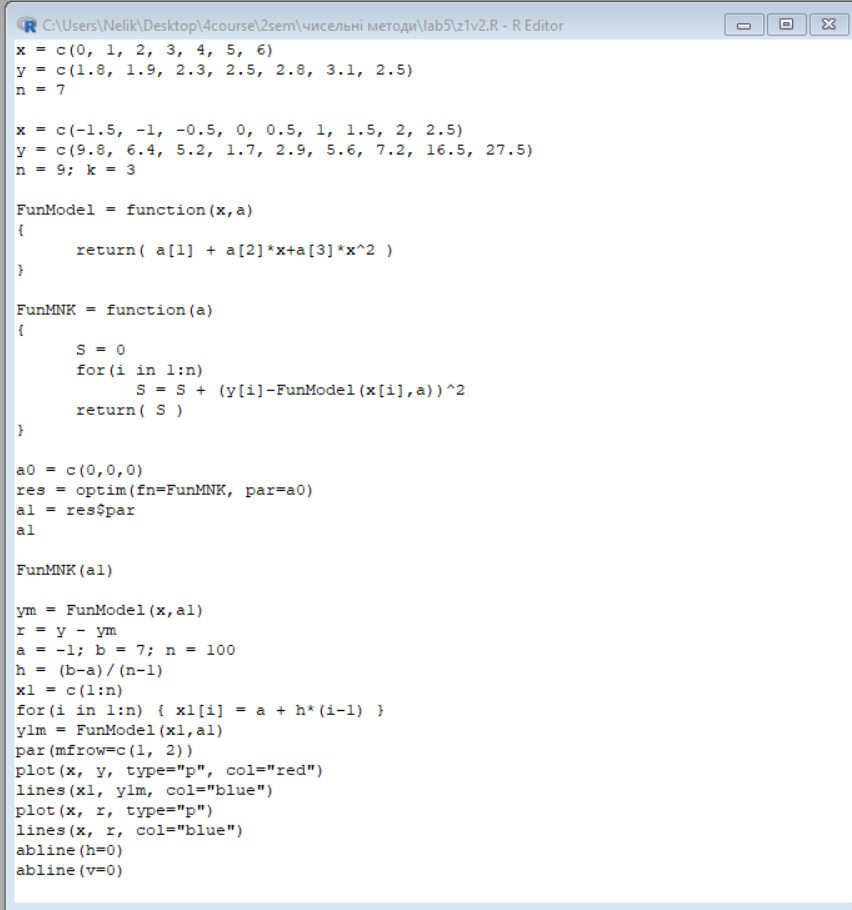 C:\Users\Nelik\Desktop\4course\2sem\чисельні методи\lab5\z1v2.R - R Editor
x = c(0, 1, 2, 3, 4, 5, 6)
y = c(1.8, 1.9, 2.3, 2.5, 2.8, 3.1, 2.5)
n = 7
x = c(-1.5, -1, -0.5, 0, 0.5, 1, 1.5, 2, 2.5)
y = c(9.8, 6.4, 5.2, 1.7, 2.9, 5.6, 7.2, 16.5, 27.5)
n = 9; k = 3
FunModel = function(x,a)
{
return( a[1] + a[2]*x+a[3]*x^2 )
}
FunMNK = function(a)
{
S = 0
for(i in 1:n)
S = S + (y[i]-FunModel(x[i],a))^2
return( S )
}
a0 = c(0,0,0)
res = optim(fn=FunMNK, par=a0)
a1 = res$par
a1
FunMNK(a1)
ym = FunModel(x,a1)
r = y - ym
a = -1; b = 7; n = 100
h = (b-a)/(n-1)
x1 = c(1:n)
for(i in 1:n) { x1[i] = a + h*(i-1) }
y1m = FunModel(x1,a1)
par(mfrow=c(1, 2))
plot(x, y, type="p", col="red")
lines(x1, y1m, col="blue")
plot(x, r, type="p")
lines(x, r, col="blue")
abline(h=0)
abline(v=0)